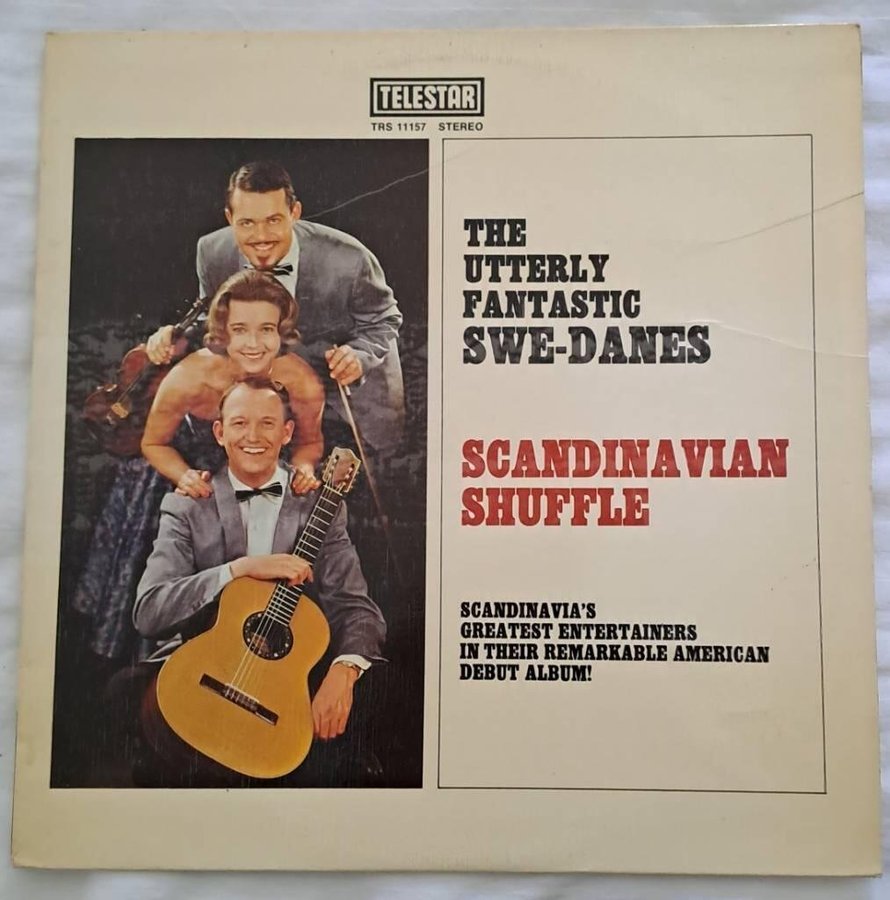 TELESTAR
TRS 11157 STEREO
THE
UTTERLY
FANTASTIC
SWE-DANES
SCANDINAVIAN
SHUFFLE
SCANDINAVIA'S
GREATEST ENTERTAINERS
IN THEIR REMARKABLE AMERICAN
DEBUT ALBUM!